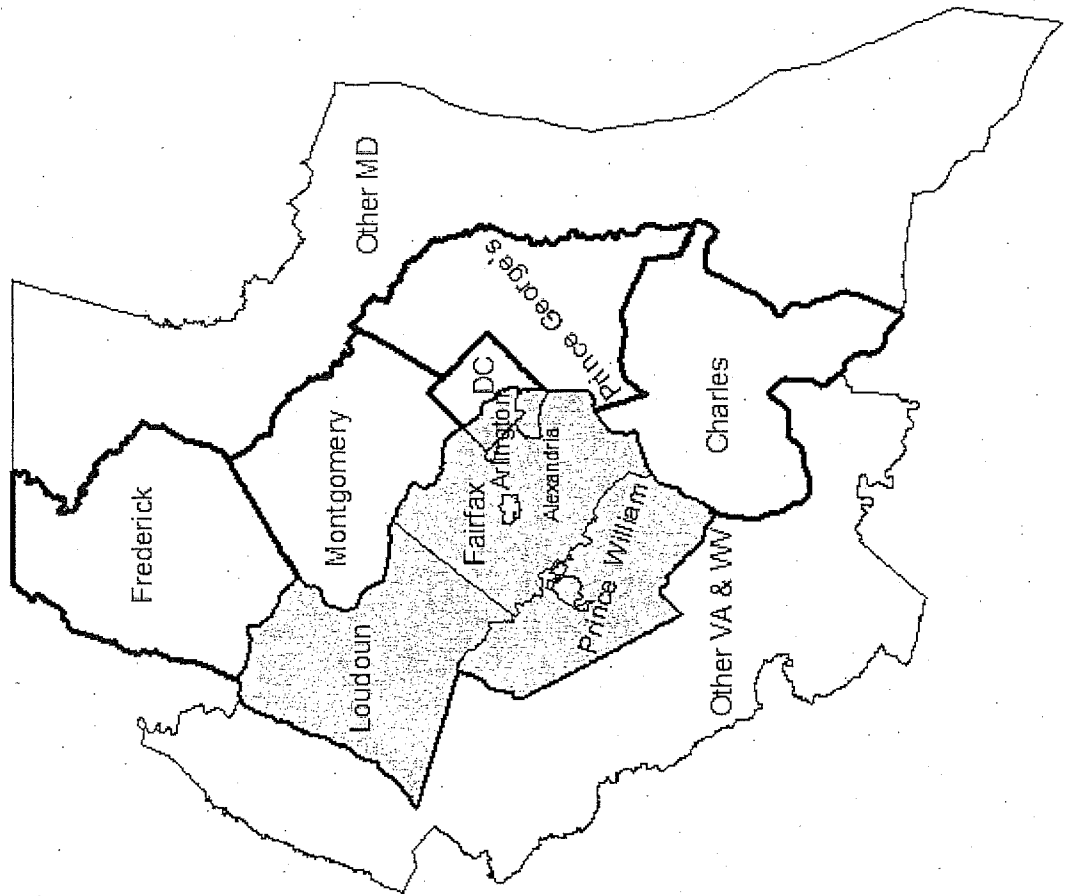 Frederick
Other MD
Montgomery
Loudoun
DC
Prince George's
Fairfax
Arlington
Alexandria
Prince William
Charles
Other VA & WV